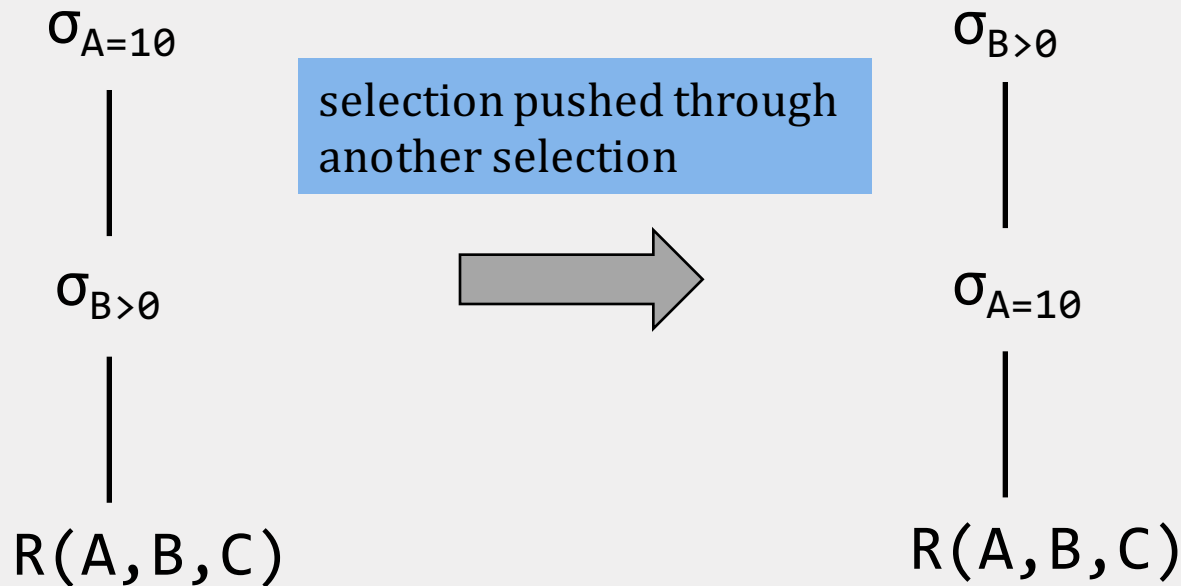 σA=10
σB>0
selection pushed through
another selection
σB>0
σA=10
R(A,B,C)
R(A,B,C)